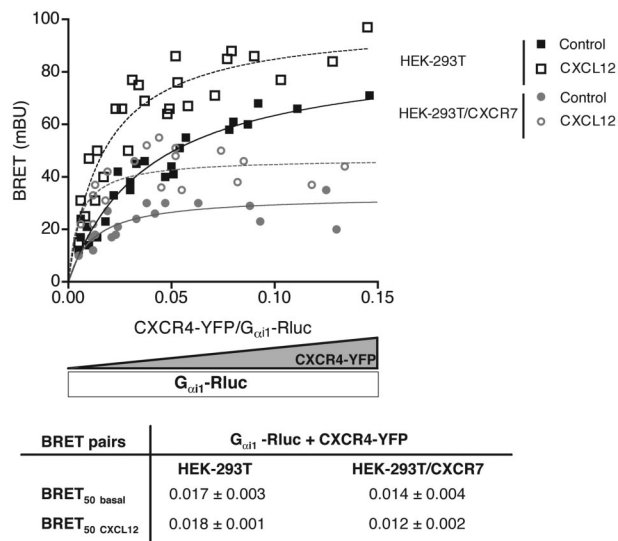 100
80
60
40
20
0
BRET (mBU)
0.00 0.05 0.10 0.15
CXCR4-YFP/Gαi1-Rluc
HEK-293T
Control
CXCL12
HEK-293T/CXCR7
Control
CXCL12
CXCR4-YFP
Gαi1-Rluc
BRET pairs Gαi1 -Rluc + CXCR4-YFP
HEK-293T HEK-293T/CXCR7
BRET50 basal 0.017 ± 0.003 0.014 ± 0.004
BRET50 CXCL12 0.018 ± 0.001 0.012 ± 0.002